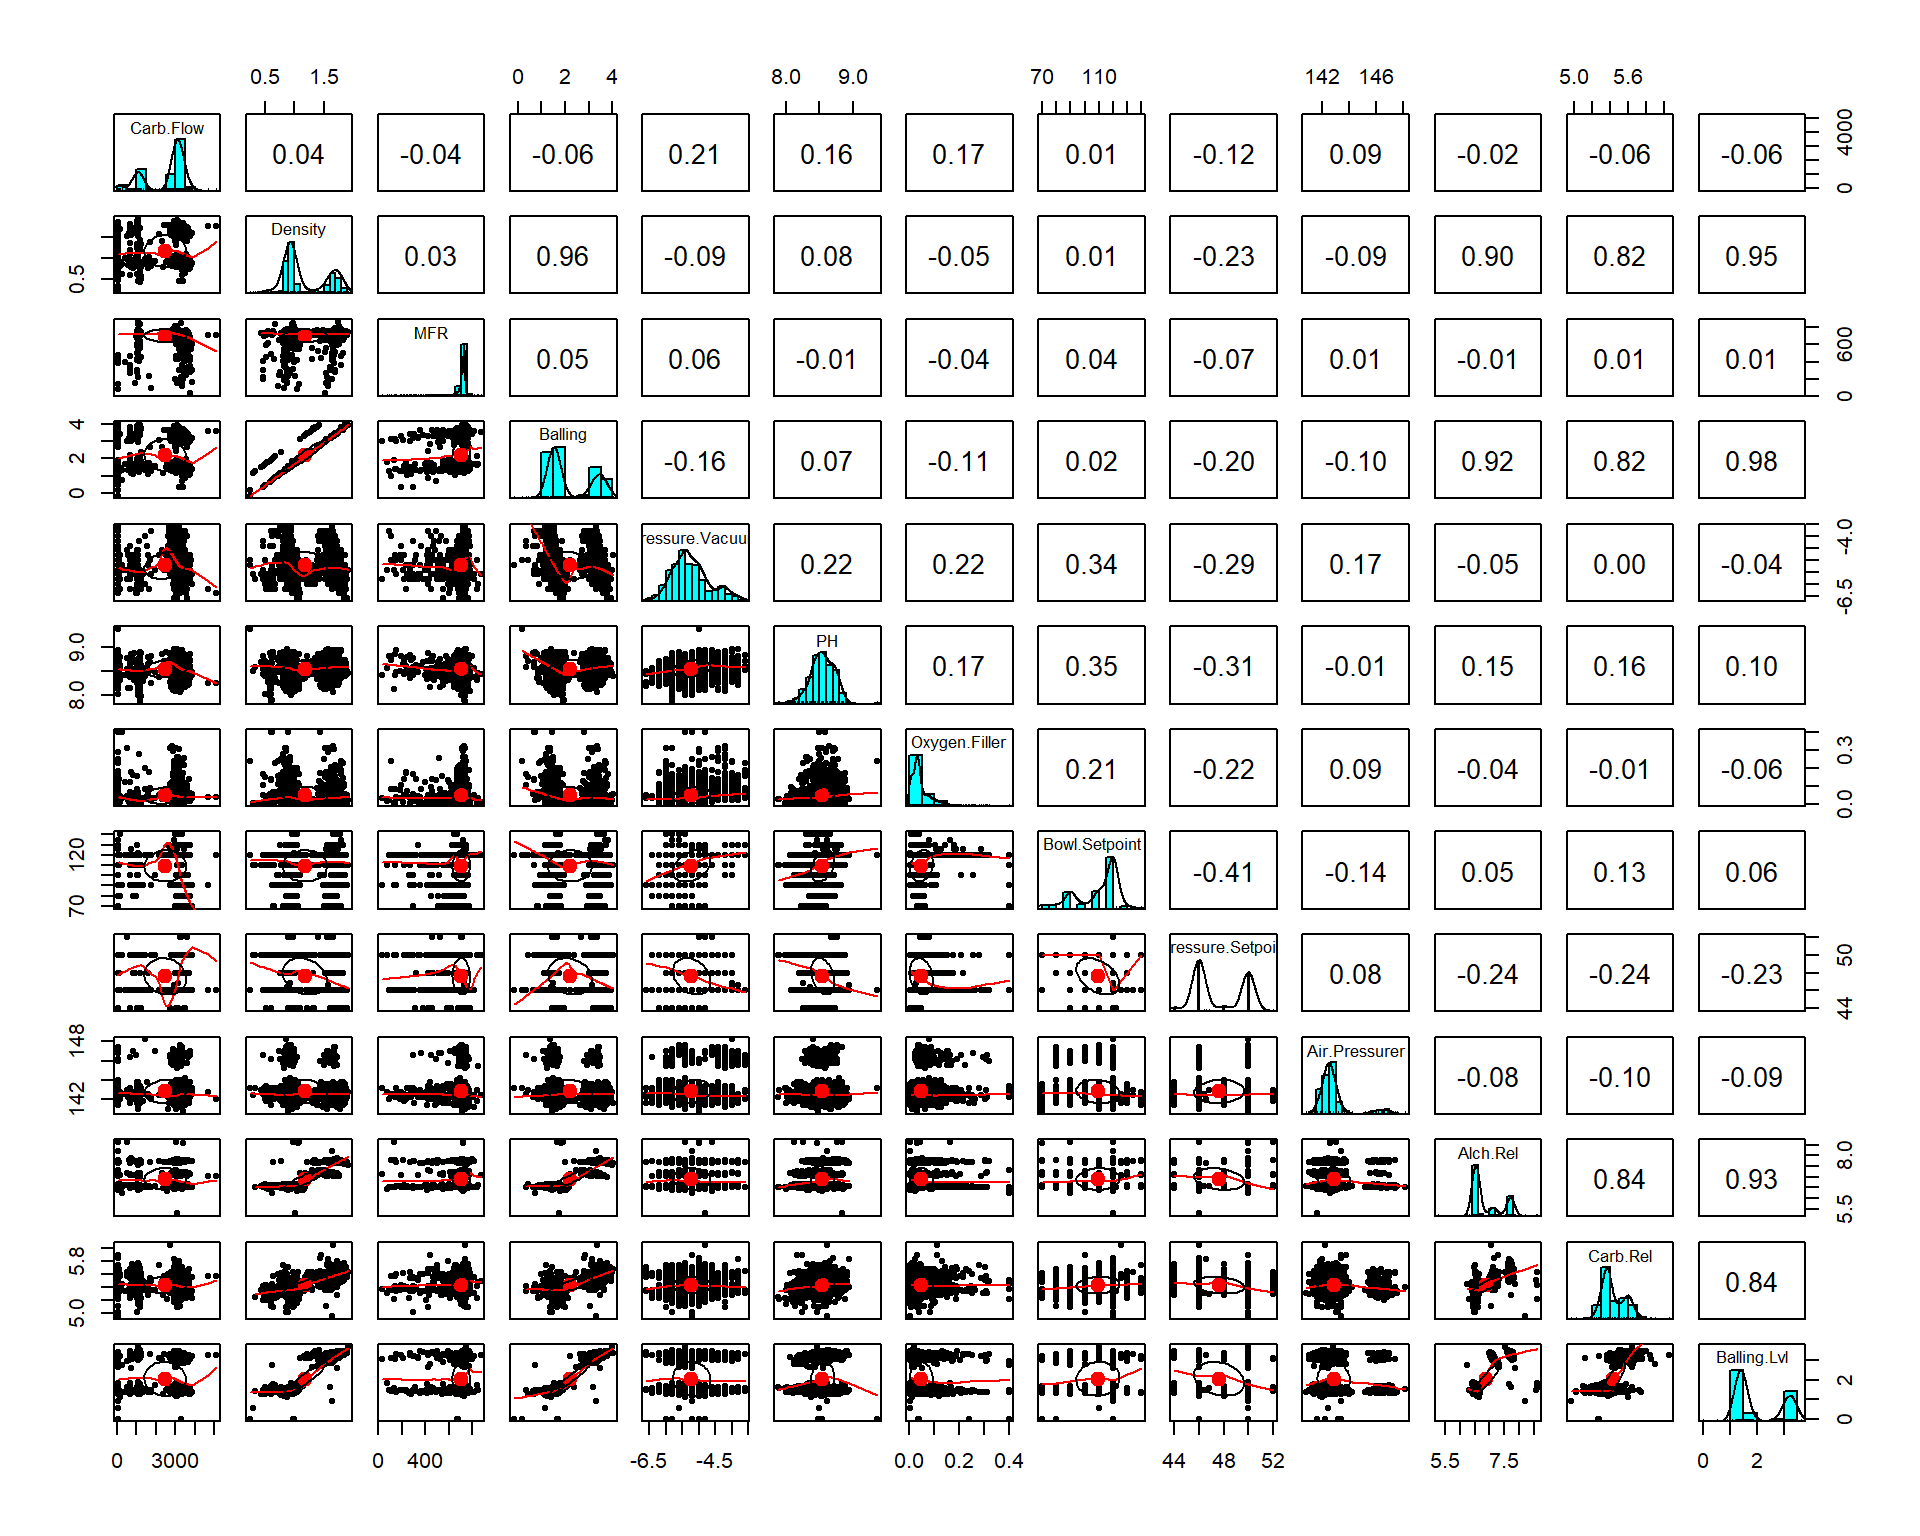 0.5 1.5 0 2 4 8.0 9.0 70 110 142 146 5.0 5.6
Carb.Flow 0.04 -0.04 -0.06 0.21 0.16 0.17 0.01 -0.12 0.09 -0.02 -0.06 -0.06 0 4000
0.5 Density 0.03 0.96 -0.09 0.08 -0.05 0.01 -0.23 -0.09 0.90 0.82 0.95
MFR 0.05 0.06 -0.01 -0.04 0.04 -0.07 0.01 -0.01 0.01 0.01 0 600
0 2 4 Balling -0.16 0.07 -0.11 0.02 -0.20 -0.10 0.92 0.82 0.98
ressure.Vacuu 0.22 0.22 0.34 -0.29 0.17 -0.05 0.00 -0.04 -6.5 -4.0
8.0 9.0 PH 0.17 0.35 -0.31 -0.01 0.15 0.16 0.10
Oxygen.Filler 0.21 -0.22 0.09 -0.04 -0.01 -0.06 0.0 0.3
70 120 Bowl.Setpoint -0.41 -0.14 0.05 0.13 0.06
ressure.Setpoi 0.08 -0.24 -0.24 -0.23 44 50
142 148 Air.Pressurer -0.08 -0.10 -0.09
Alch.Rel 0.84 0.93 5.5 8.0
5.0 5.8 Carb.Rel 0.84
Balling.Lvl 0 2
0 3000 0 400 -6.5 -4.5 0.0 0.2 0.4 44 48 52 5.5 7.5 0 2